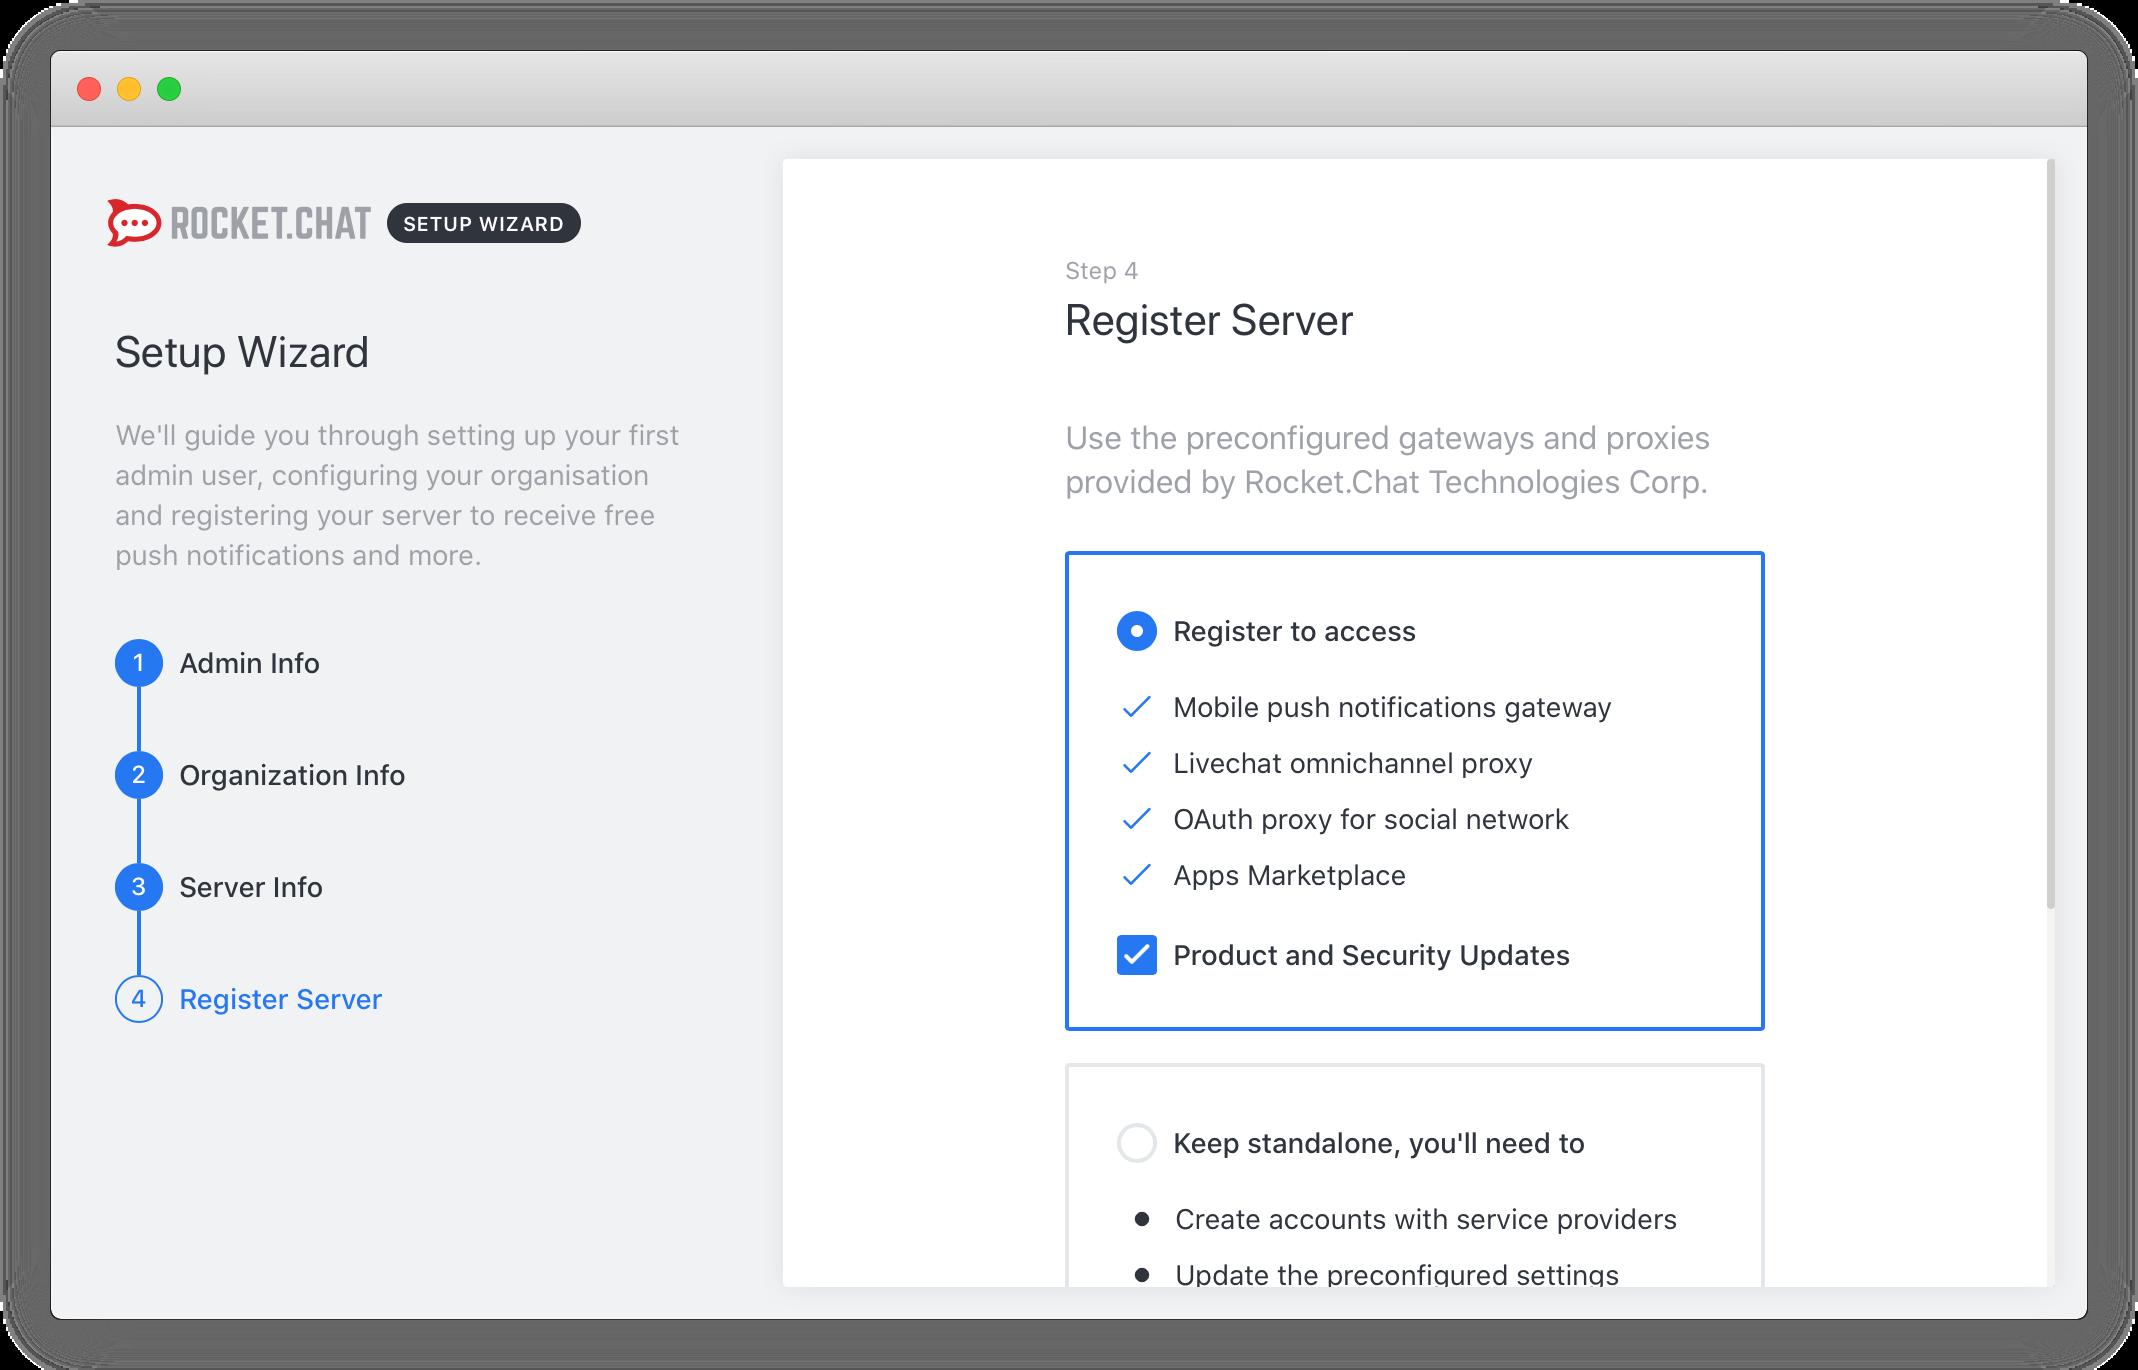 ROCKET.CHAT SETUP WIZARD
Setup Wizard
We'll guide you through setting up your first
admin user, configuring your organisation
and registering your server to receive free
push notifications and more.
1 Admin Info
2 Organization Info
3 Server Info
4 Register Server
Step 4
Register Server
Use the preconfigured gateways and proxies
provided by Rocket.Chat Technologies Corp.
Register to access
Mobile push notifications gateway
Livechat omnichannel proxy
OAuth proxy for social network
Apps Marketplace
Product and Security Updates
Keep standalone, you'll need to
Create accounts with service providers
Update the preconfigured settings